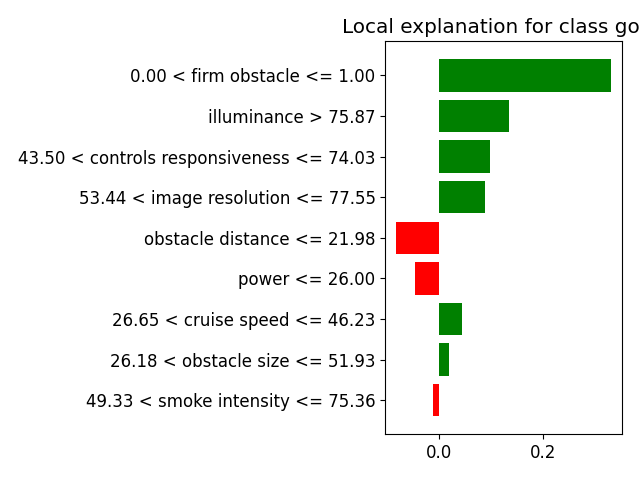 Local explanation for class go
0.00 < firm obstacle <= 1.00
illuminance > 75.87
43.50 < controls responsiveness <= 74.03
53.44 < image resolution <= 77.55
obstacle distance <= 21.98
power <= 26.00
26.65 < cruise speed <= 46.23
26.18 < obstacle size <= 51.93
49.33 < smoke intensity <= 75.36
0.0 0.2